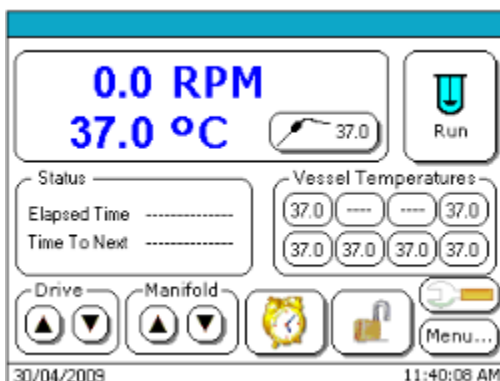 0.0 RPM
37.0 ºC
37.0
Run
Status
Elapsed Time --------------
Time To Next --------------
Vessel Temperatures
37.0 ---- ---- 37.0
37.0 37.0 37.0 37.0
Drive
Manifold
Menu...
30/04/2009
11:40:08 AM